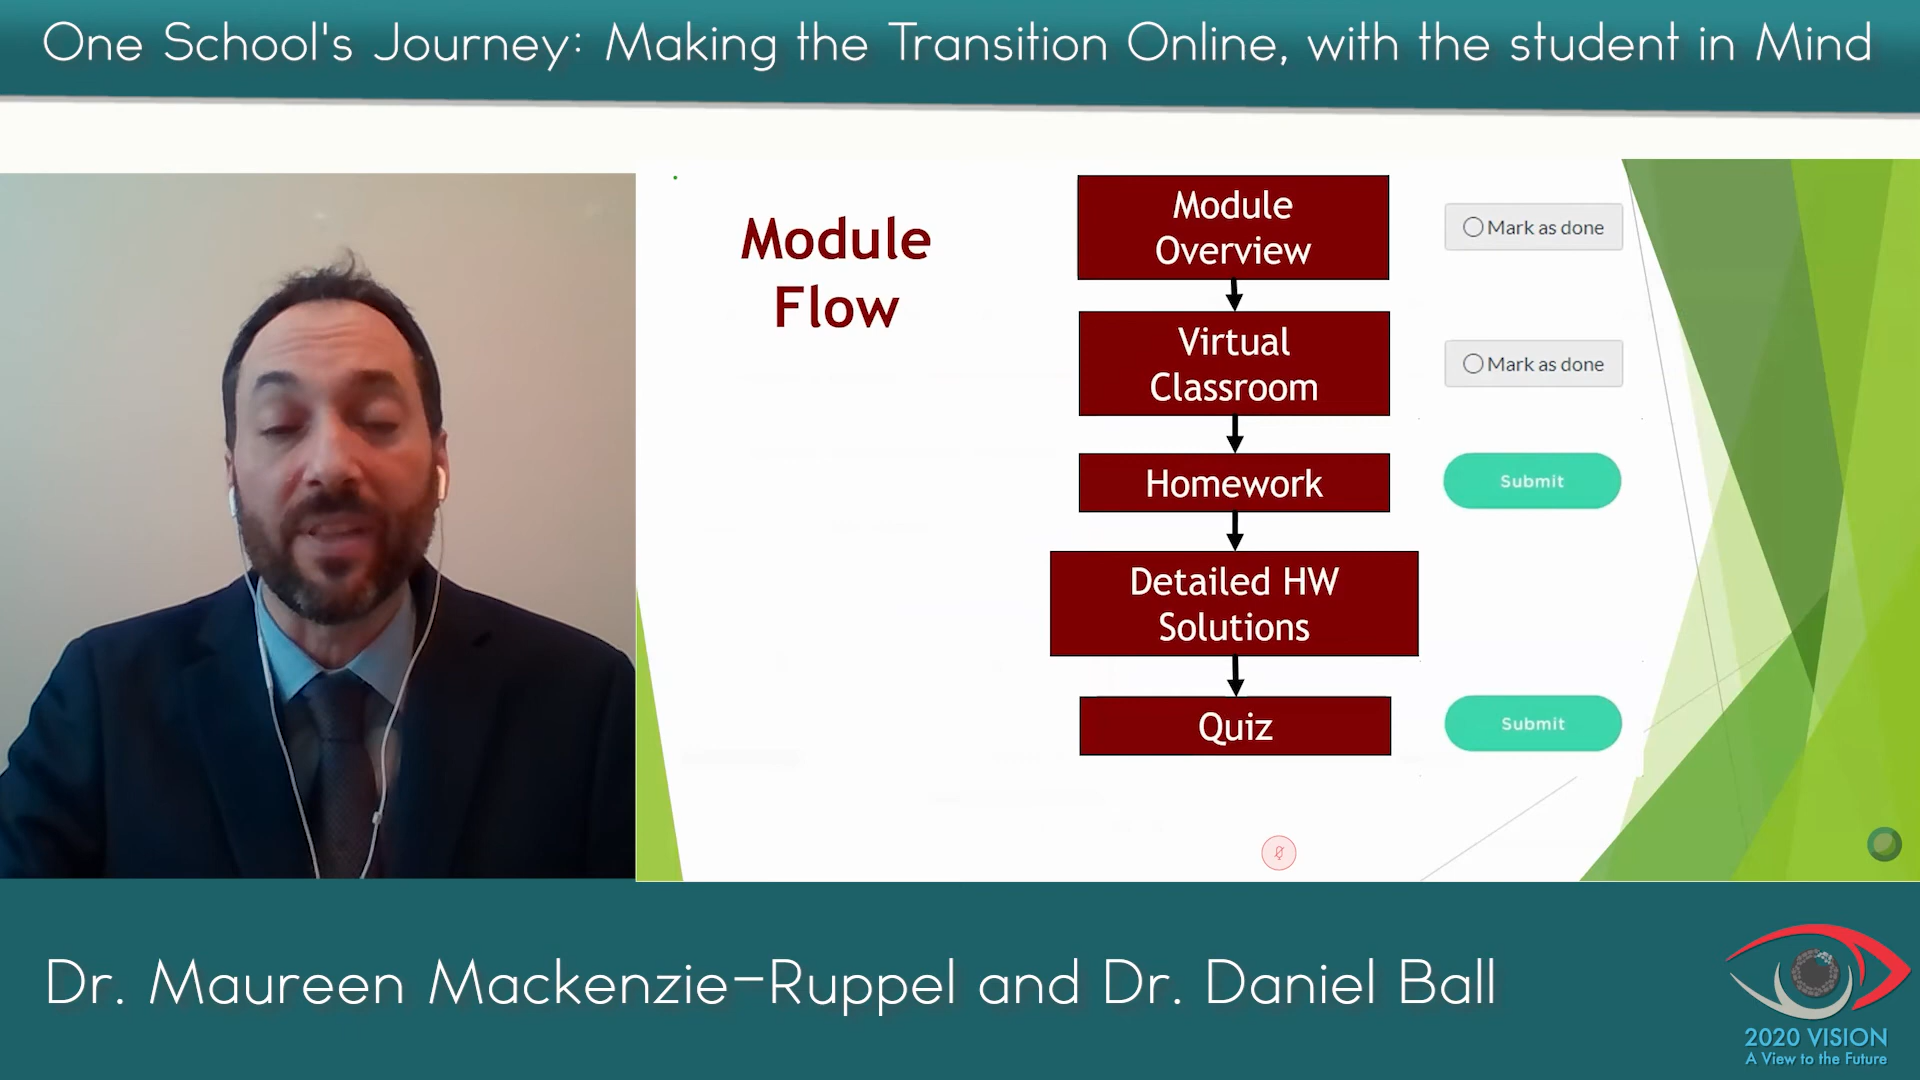 One School's Journey: Making the Transition Online, with the student in Mind
Module
Flow
Module
Overview
Mark as done
Virtual
Classroom
Mark as done
Homework
Submit
Detailed HW
Solutions
Quiz
Submit
Dr. Maureen Mackenzie-Ruppel and Dr. Daniel Ball
2020 VISION
A View to the Future